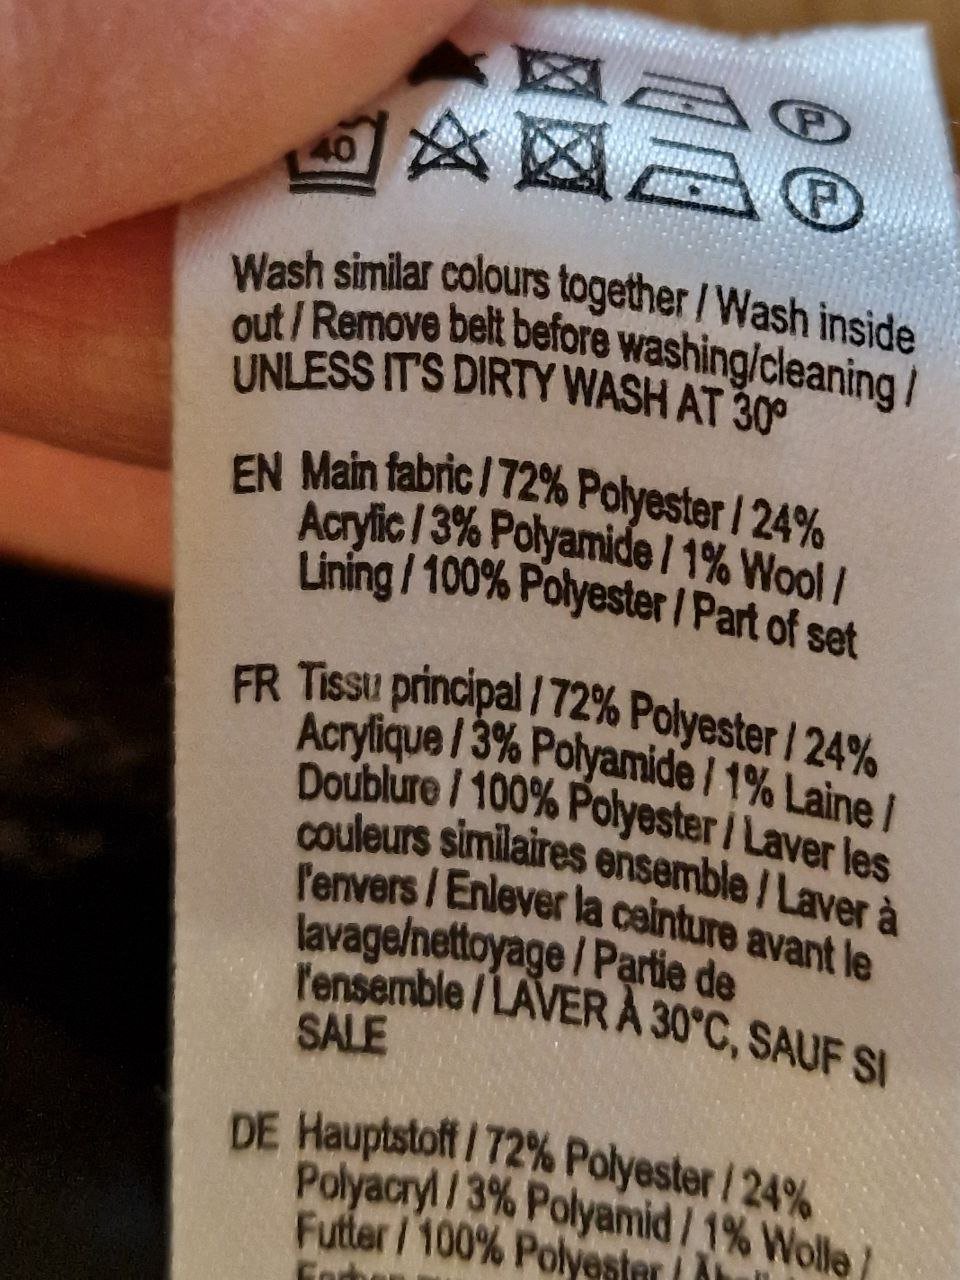 P
40 P
Wash similar colours together / Wash inside
out / Remove belt before washing/cleaning /
UNLESS IT'S DIRTY WASH AT 30º
EN Main fabric / 72% Polyester / 24%
Acrylic / 3% Polyamide / 1% Wool /
Lining / 100% Polyester / Part of set
FR Tissu principal / 72% Polyester / 24%
Acrylique / 3% Polyamide / 1% Laine /
Doublure / 100% Polyester / Laver les
couleurs similaires ensemble / Laver à
l'envers / Enlever la ceinture avant le
lavage/nettoyage / Partie de
l'ensemble / LAVER À 30°C, SAUF SI
SALE
DE Hauptstoff / 72% Polyester / 24%
Polyacryl / 3% Polyamid / 1% Wolle /
Futter / 100% Polyester /